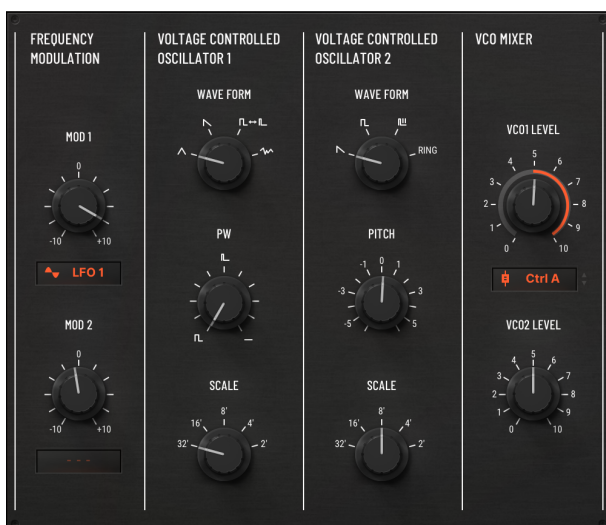 FREQUENCY
MODULATION
MOD 1
0
-10 +10
LFO 1
MOD 2
0
-10 +10
- - -
VOLTAGE CONTROLLED
OSCILLATOR 1
WAVE FORM
PW
SCALE
8'
16' 4'
32' 2'
VOLTAGE CONTROLLED
OSCILLATOR 2
WAVE FORM
RING
PITCH
-1 0 1
-3 3
-5 5
SCALE
8'
16' 4'
32' 2'
VCO MIXER
VCO1 LEVEL
4 5 6
3 7
2 8
1 9
0 10
Ctrl A
VCO2 LEVEL
4 5 6
3 7
2 8
1 9
0 10